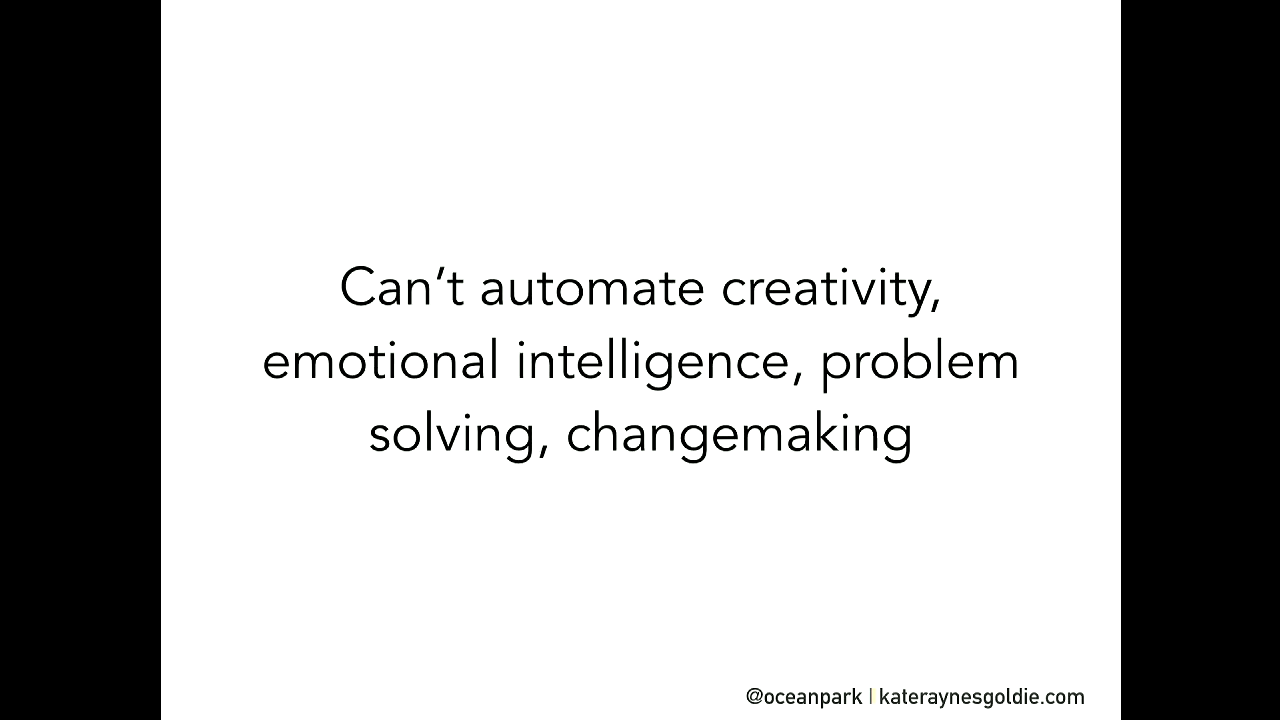 Can’t automate creativity,
emotional intelligence, problem
solving, changemaking
@oceanpark | kateraynesgoldie.com